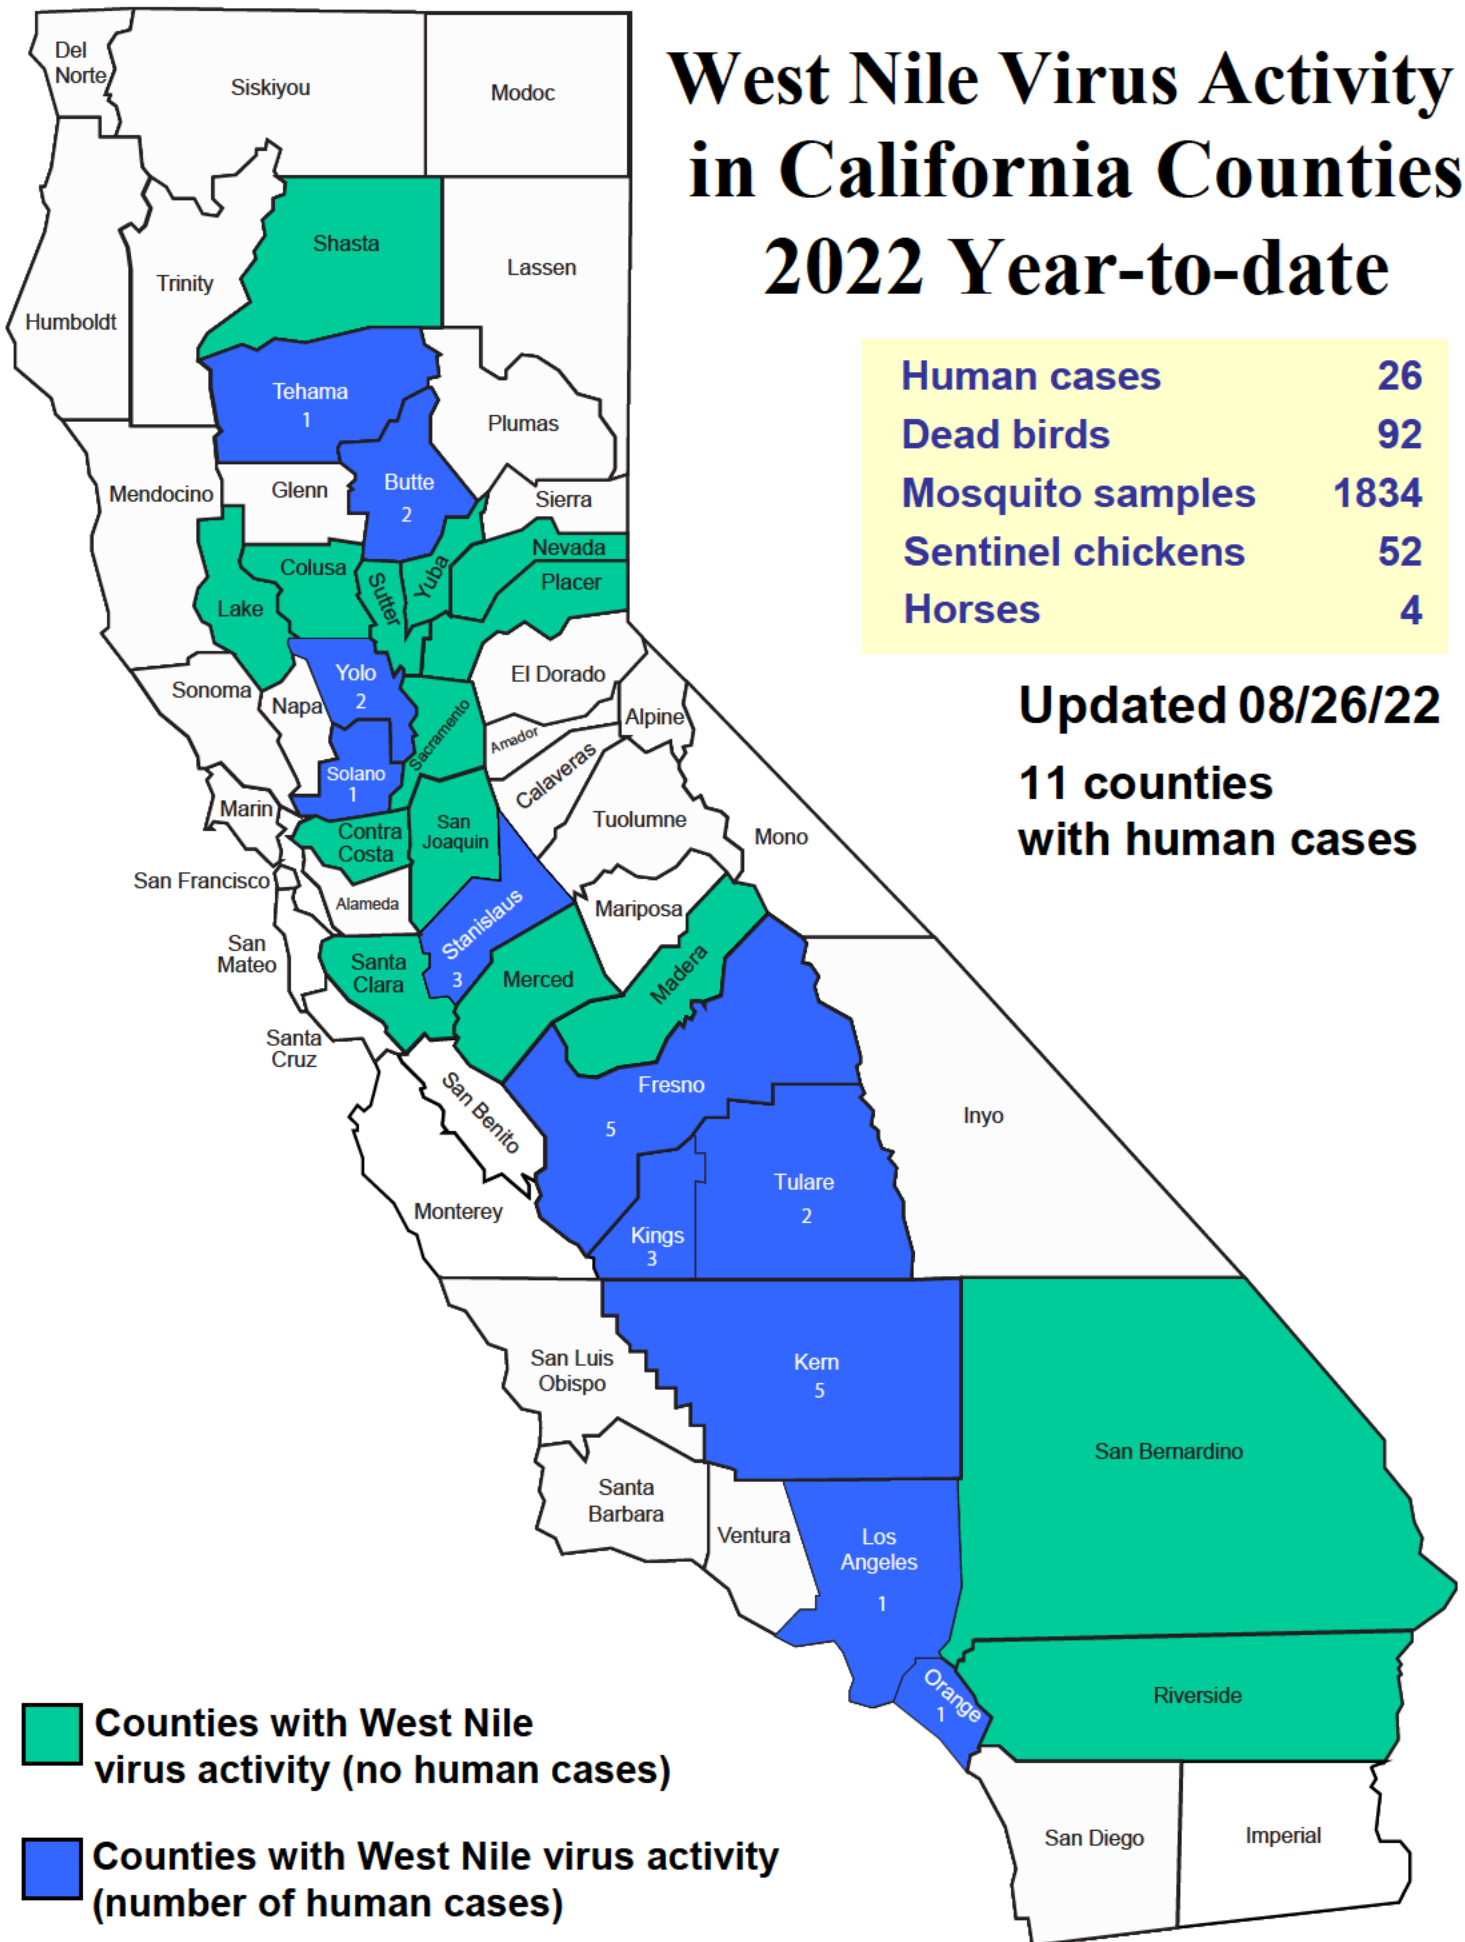 West Nile Virus Activity
in California Counties
2022 Year-to-date
Human cases 26
Dead birds 92
Mosquito samples 1834
Sentinel chickens 52
Horses 4
Updated 08/26/22
11 counties
with human cases
Del
Norte
Siskiyou
Modoc
Shasta
Lassen
Trinity
Humboldt
Tehama
1
Plumas
Butte
2
Mendocino
Glenn
Sierra
Nevada
Colusa
Sutter
Yuba
Placer
Lake
Yolo
2
El Dorado
Sonoma
Napa
Sacramento
Alpine
Amador
Calaveras
Solano
1
Marin
Contra
Costa
San
Joaquin
Tuolumne
Mono
San Francisco
Alameda
Stanislaus
3
Mariposa
San
Mateo
Santa
Clara
Merced
Madera
Santa
Cruz
San Benito
Fresno
5
Inyo
Monterey
Kings
3
Tulare
2
San Luis
Obispo
Kern
5
San Bernardino
Santa
Barbara
Ventura
Los
Angeles
1
Orange
1
Riverside
San Diego
Imperial
Counties with West Nile
virus activity (no human cases)
Counties with West Nile virus activity
(number of human cases)